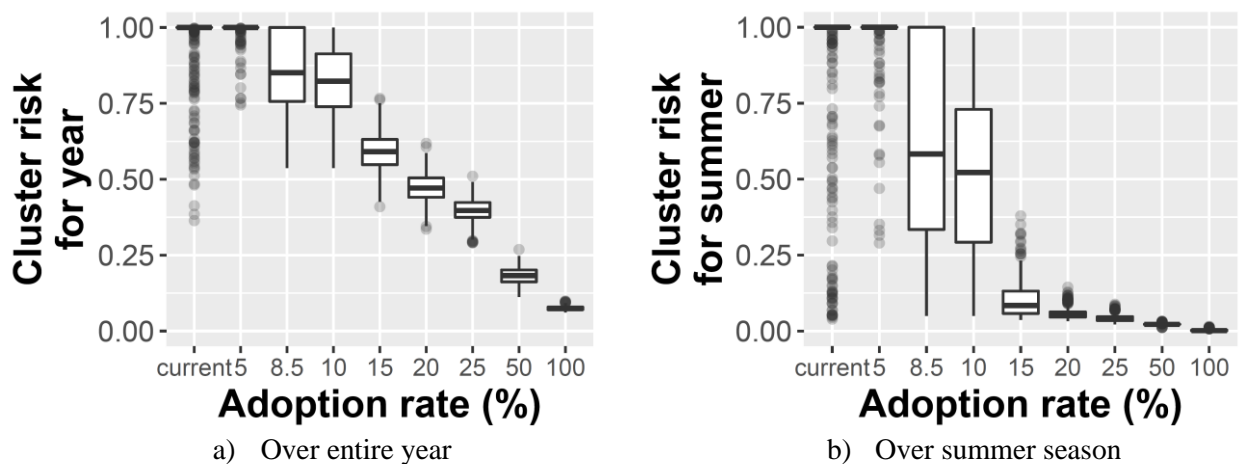 Cluster risk
for year
1.00
0.75
0.50
0.25
0.00
current 5 8.5 10 15 20 25 50 100
Adoption rate (%)
a) Over entire year
Cluster risk
for summer
1.00
0.75
0.50
0.25
0.00
current 5 8.5 10 15 20 25 50 100
Adoption rate (%)
b) Over summer season